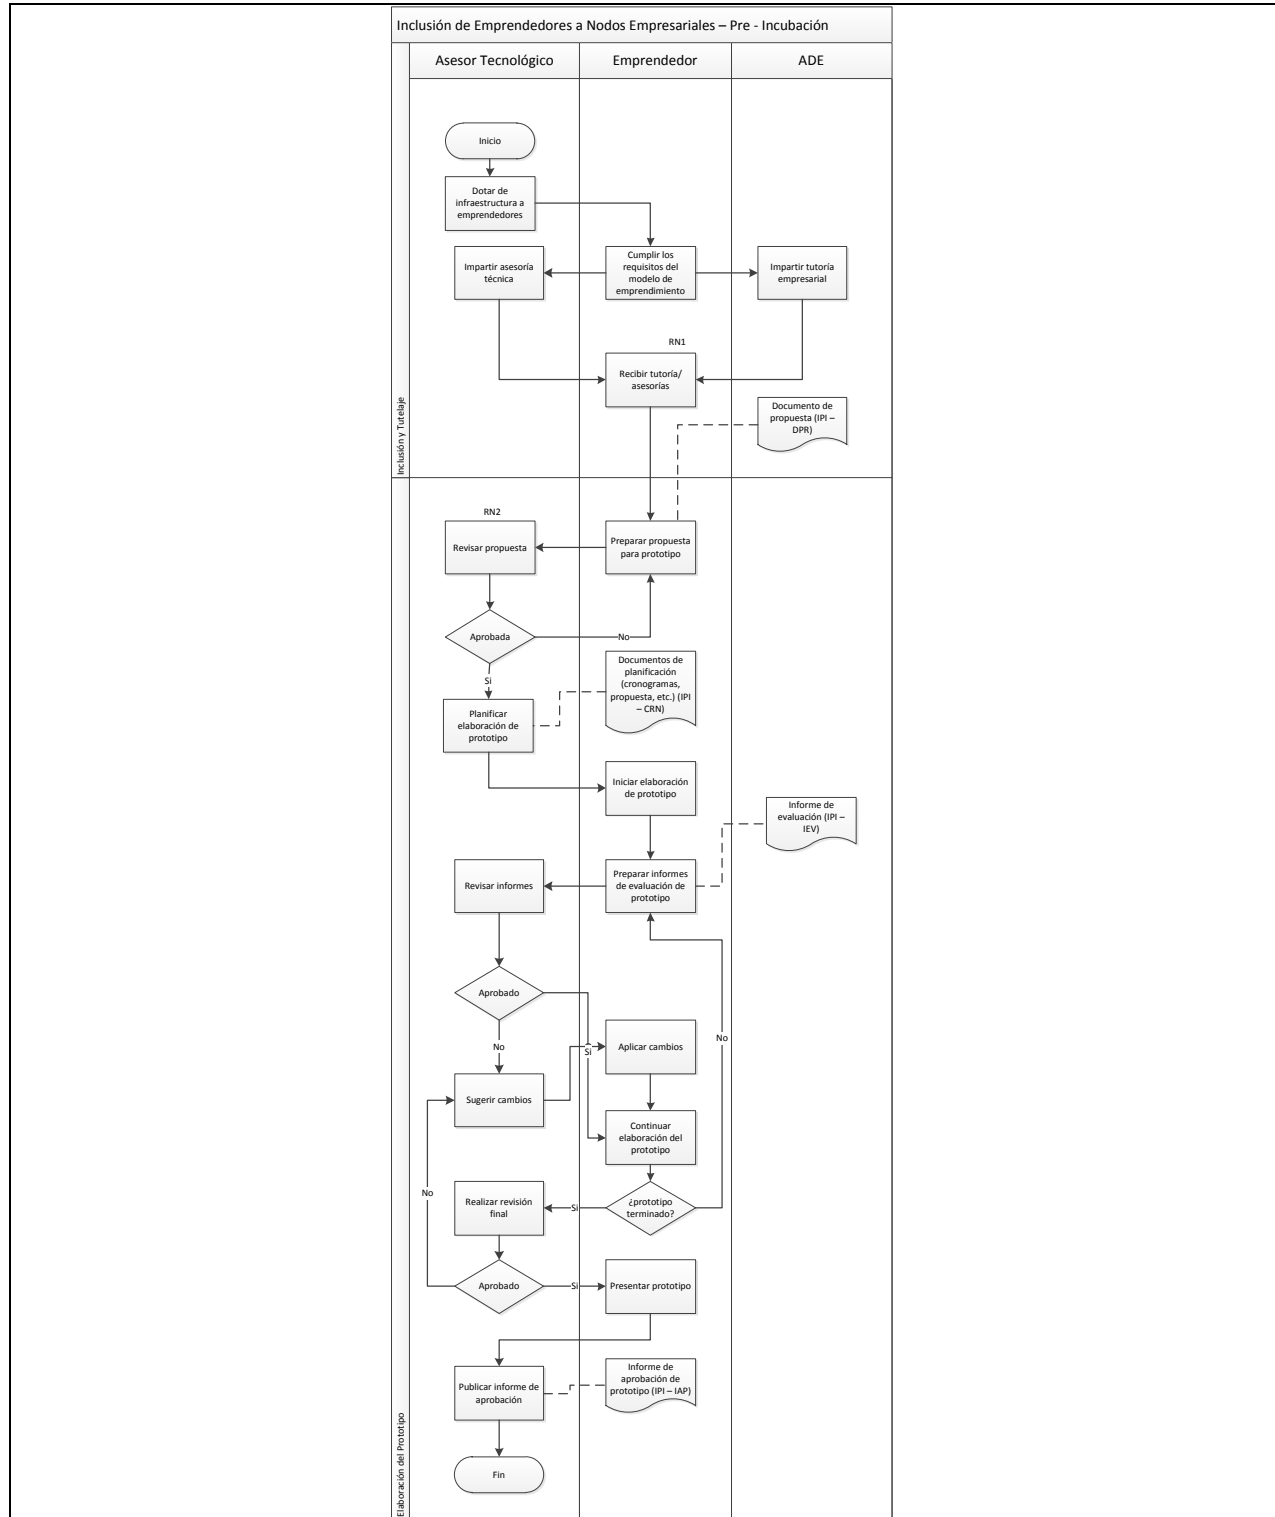 Inclusión de Emprendedores a Nodos Empresariales – Pre - Incubación
Asesor Tecnológico
Emprendedor
ADE
Inclusión y Tutelaje
Inicio
Dotar de
infraestructura a
emprendedores
Impartir asesoría
técnica
Cumplir los
requisitos del
modelo de
emprendimiento
Impartir tutoría
empresarial
RN1
Recibir tutoría/
asesorías
Documento de
propuesta (IPI –
DPR)
Elaboración del Prototipo
RN2
Revisar propuesta
Preparar propuesta
para prototipo
Aprobada
No
Si
Documentos de
planificación
(cronogramas,
propuesta, etc.) (IPI
– CRN)
Planificar
elaboración de
prototipo
Iniciar elaboración
de prototipo
Informe de
evaluación (IPI –
IEV)
Revisar informes
Preparar informes
de evaluación de
prototipo
Aprobado
No
Si
Aplicar cambios
No
Sugerir cambios
Continuar
elaboración del
prototipo
No
Realizar revisión
final
Si
¿prototipo
terminado?
Aprobado
Si
Presentar prototipo
Publicar informe de
aprobación
Informe de
aprobación de
prototipo (IPI – IAP)
Fin